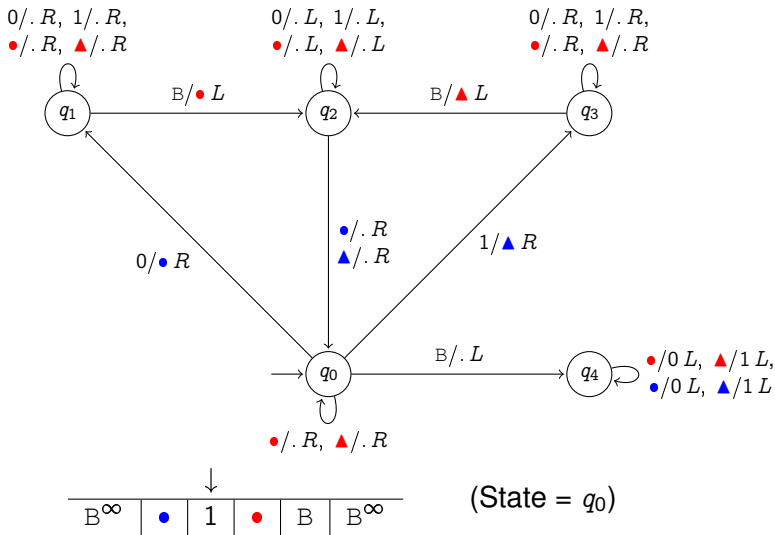 0/. R, 1/. R,
●/. R, ▲/. R
0/. L, 1/. L,
●/. L, ▲/. L
0/. R, 1/. R,
●/. R, ▲/. R
B/● L
B/▲ L
q1
q2
q3
●/. R
▲/. R
0/● R
1/▲ R
B/. L
q0
q4
●/0 L, ▲/1 L,
●/0 L, ▲/1 L
●/. R, ▲/. R
(State = q0)
B∞ ● 1 ● B B∞